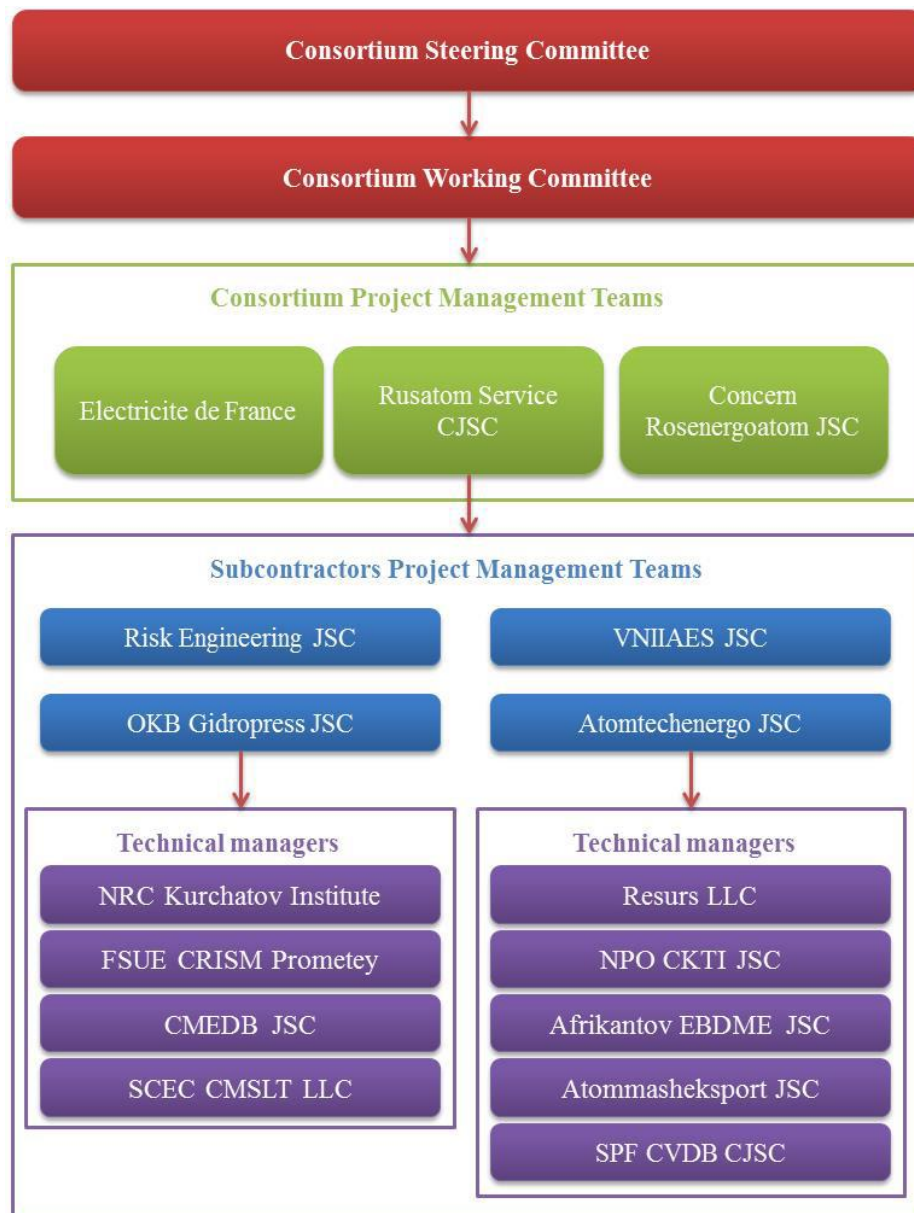 Consortium Steering Committee
Consortium Working Committee
Consortium Project Management Teams
Electricite de France
Rusatom Service
CJSC
Concern
Rosenergoatom JSC
Subcontractors Project Management Teams
Risk Engineering JSC
VNIIAES JSC
OKB Gidropress JSC
Atomtechenergo JSC
Technical managers
NRC Kurchatov Institute
FSUE CRISM Prometey
CMEDB JSC
SCEC CMSLT LLC
Technical managers
Resurs LLC
NPO CKTI JSC
Afrikantov EBDME JSC
Atommasheksport JSC
SPF CVDB CJSC